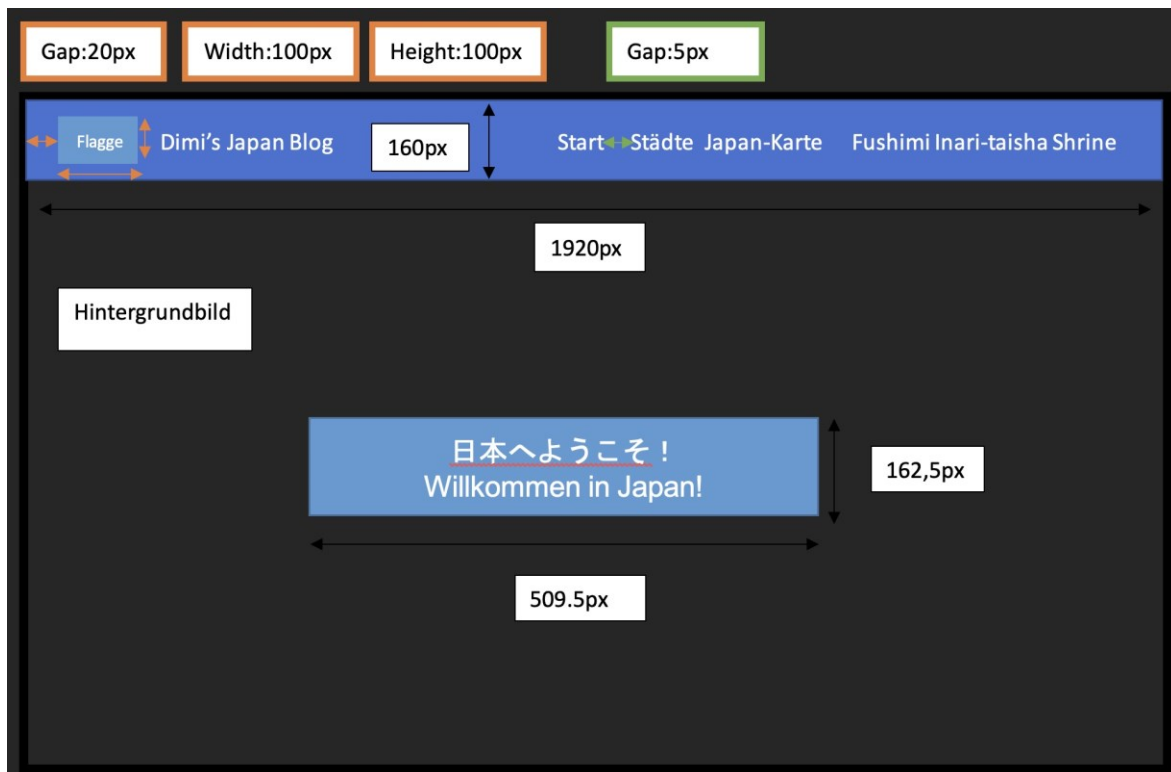 Gap:20px
Width:100px
Height:100px
Gap:5px
Flagge
Dimi's Japan Blog
160px
Start
Städte
Japan-Karte
Fushimi Inari-taisha Shrine
1920px
Hintergrundbild
日本へようこそ！
Willkommen in Japan!
162,5px
509.5px